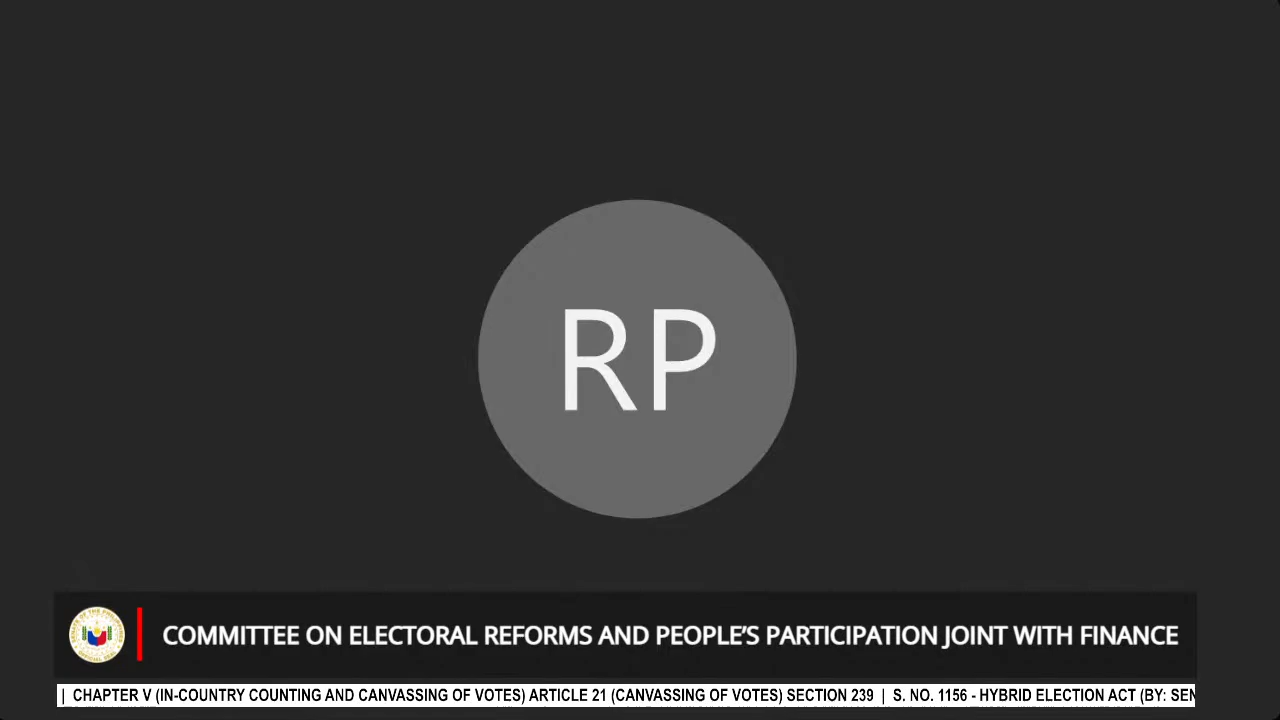 RP
COMMITTEE ON ELECTORAL REFORMS AND PEOPLE'S PARTICIPATION JOINT WITH FINANCE
| CHAPTER V (IN-COUNTRY COUNTING AND CANVASSING OF VOTES) ARTICLE 21 (CANVASSING OF VOTES) SECTION 239 | S. NO. 1156 - HYBRID ELECTION ACT (BY: SEN